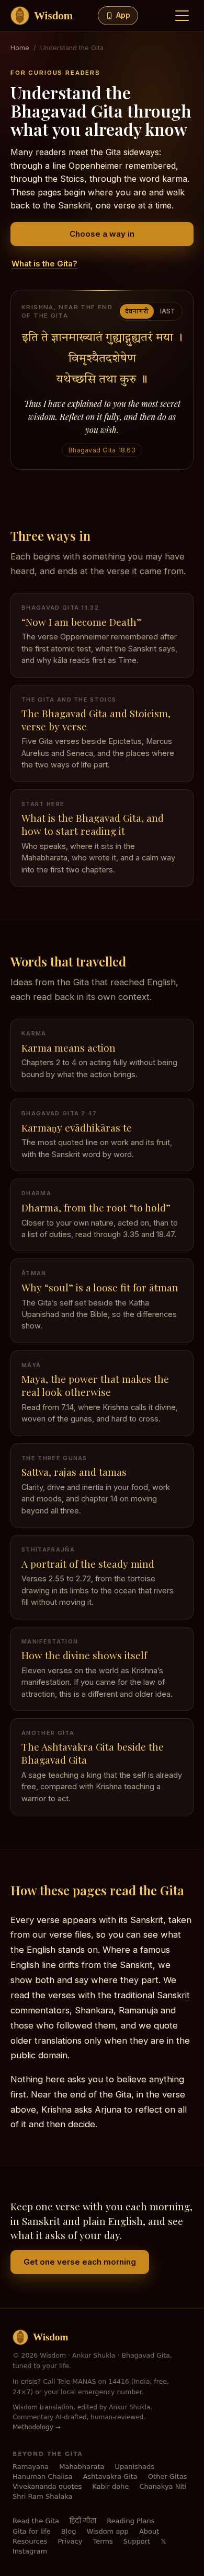 Wisdom
App
Home / Understand the Gita
FOR CURIOUS READERS
Understand the
Bhagavad Gita through
what you already know
Many readers meet the Gita sideways:
through a line Oppenheimer remembered,
through the Stoics, through the word karma.
These pages begin where you are and walk
back to the Sanskrit, one verse at a time.
Choose a way in
What is the Gita?
KRISHNA, NEAR THE END
OF THE GITA
देवनागरी IAST
इति ते ज्ञानमाख्यातं गुह्याद्गुह्यतरं मया ।
विमृश्यैतदशेषेण
यथेच्छसि तथा कुरु ॥
Thus I have explained to you the most secret
wisdom. Reflect on it fully, and then do as
you wish.
Bhagavad Gita 18.63
Three ways in
Each begins with something you may have
heard, and ends at the verse it came from.
BHAGAVAD GITA 11.32
“Now I am become Death”
The verse Oppenheimer remembered after
the first atomic test, what the Sanskrit says,
and why kāla reads first as Time.
THE GITA AND THE STOICS
The Bhagavad Gita and Stoicism,
verse by verse
Five Gita verses beside Epictetus, Marcus
Aurelius and Seneca, and the places where
the two ways of life part.
START HERE
What is the Bhagavad Gita, and
how to start reading it
Who speaks, where it sits in the
Mahabharata, who wrote it, and a calm way
into the first two chapters.
Words that travelled
Ideas from the Gita that reached English,
each read back in its own context.
KARMA
Karma means action
Chapters 2 to 4 on acting fully without being
bound by what the action brings.
BHAGAVAD GITA 2.47
Karmaṇy evādhikāras te
The most quoted line on work and its fruit,
with the Sanskrit word by word.
DHARMA
Dharma, from the root “to hold”
Closer to your own nature, acted on, than to
a list of duties, read through 3.35 and 18.47.
ĀTMAN
Why “soul” is a loose fit for ātman
The Gita’s self set beside the Katha
Upanishad and the Bible, so the differences
show.
MĀYĀ
Maya, the power that makes the
real look otherwise
Read from 7.14, where Krishna calls it divine,
woven of the gunas, and hard to cross.
THE THREE GUNAS
Sattva, rajas and tamas
Clarity, drive and inertia in your food, work
and moods, and chapter 14 on moving
beyond all three.
STHITAPRAJÑA
A portrait of the steady mind
Verses 2.55 to 2.72, from the tortoise
drawing in its limbs to the ocean that rivers
fill without moving it.
MANIFESTATION
How the divine shows itself
Eleven verses on the world as Krishna’s
manifestation. If you came for the law of
attraction, this is a different and older idea.
ANOTHER GITA
The Ashtavakra Gita beside the
Bhagavad Gita
A sage teaching a king that the self is already
free, compared with Krishna teaching a
warrior to act.
How these pages read the Gita
Every verse appears with its Sanskrit, taken
from our verse files, so you can see what
the English stands on. Where a famous
English line drifts from the Sanskrit, we
show both and say where they part. We
read the verses with the traditional Sanskrit
commentators, Shankara, Ramanuja and
those who followed them, and we quote
older translations only when they are in the
public domain.
Nothing here asks you to believe anything
first. Near the end of the Gita, in the verse
above, Krishna asks Arjuna to reflect on all
of it and then decide.
Keep one verse with you each morning,
in Sanskrit and plain English, and see
what it asks of your day.
Get one verse each morning
Wisdom
© 2026 Wisdom · Ankur Shukla · Bhagavad Gita,
tuned to your life.
In crisis? Call Tele-MANAS on 14416 (India, free,
24×7) or your local emergency number.
Wisdom translation, edited by Ankur Shukla.
Commentary AI-drafted, human-reviewed.
Methodology →
BEYOND THE GITA
Ramayana Mahabharata Upanishads
Hanuman Chalisa Ashtavakra Gita Other Gitas
Vivekananda quotes Kabir dohe Chanakya Niti
Shri Ram Shalaka
Read the Gita हिंदी गीता Reading Plans
Gita for life Blog Wisdom app About
Resources Privacy Terms Support 𝕏
Instagram